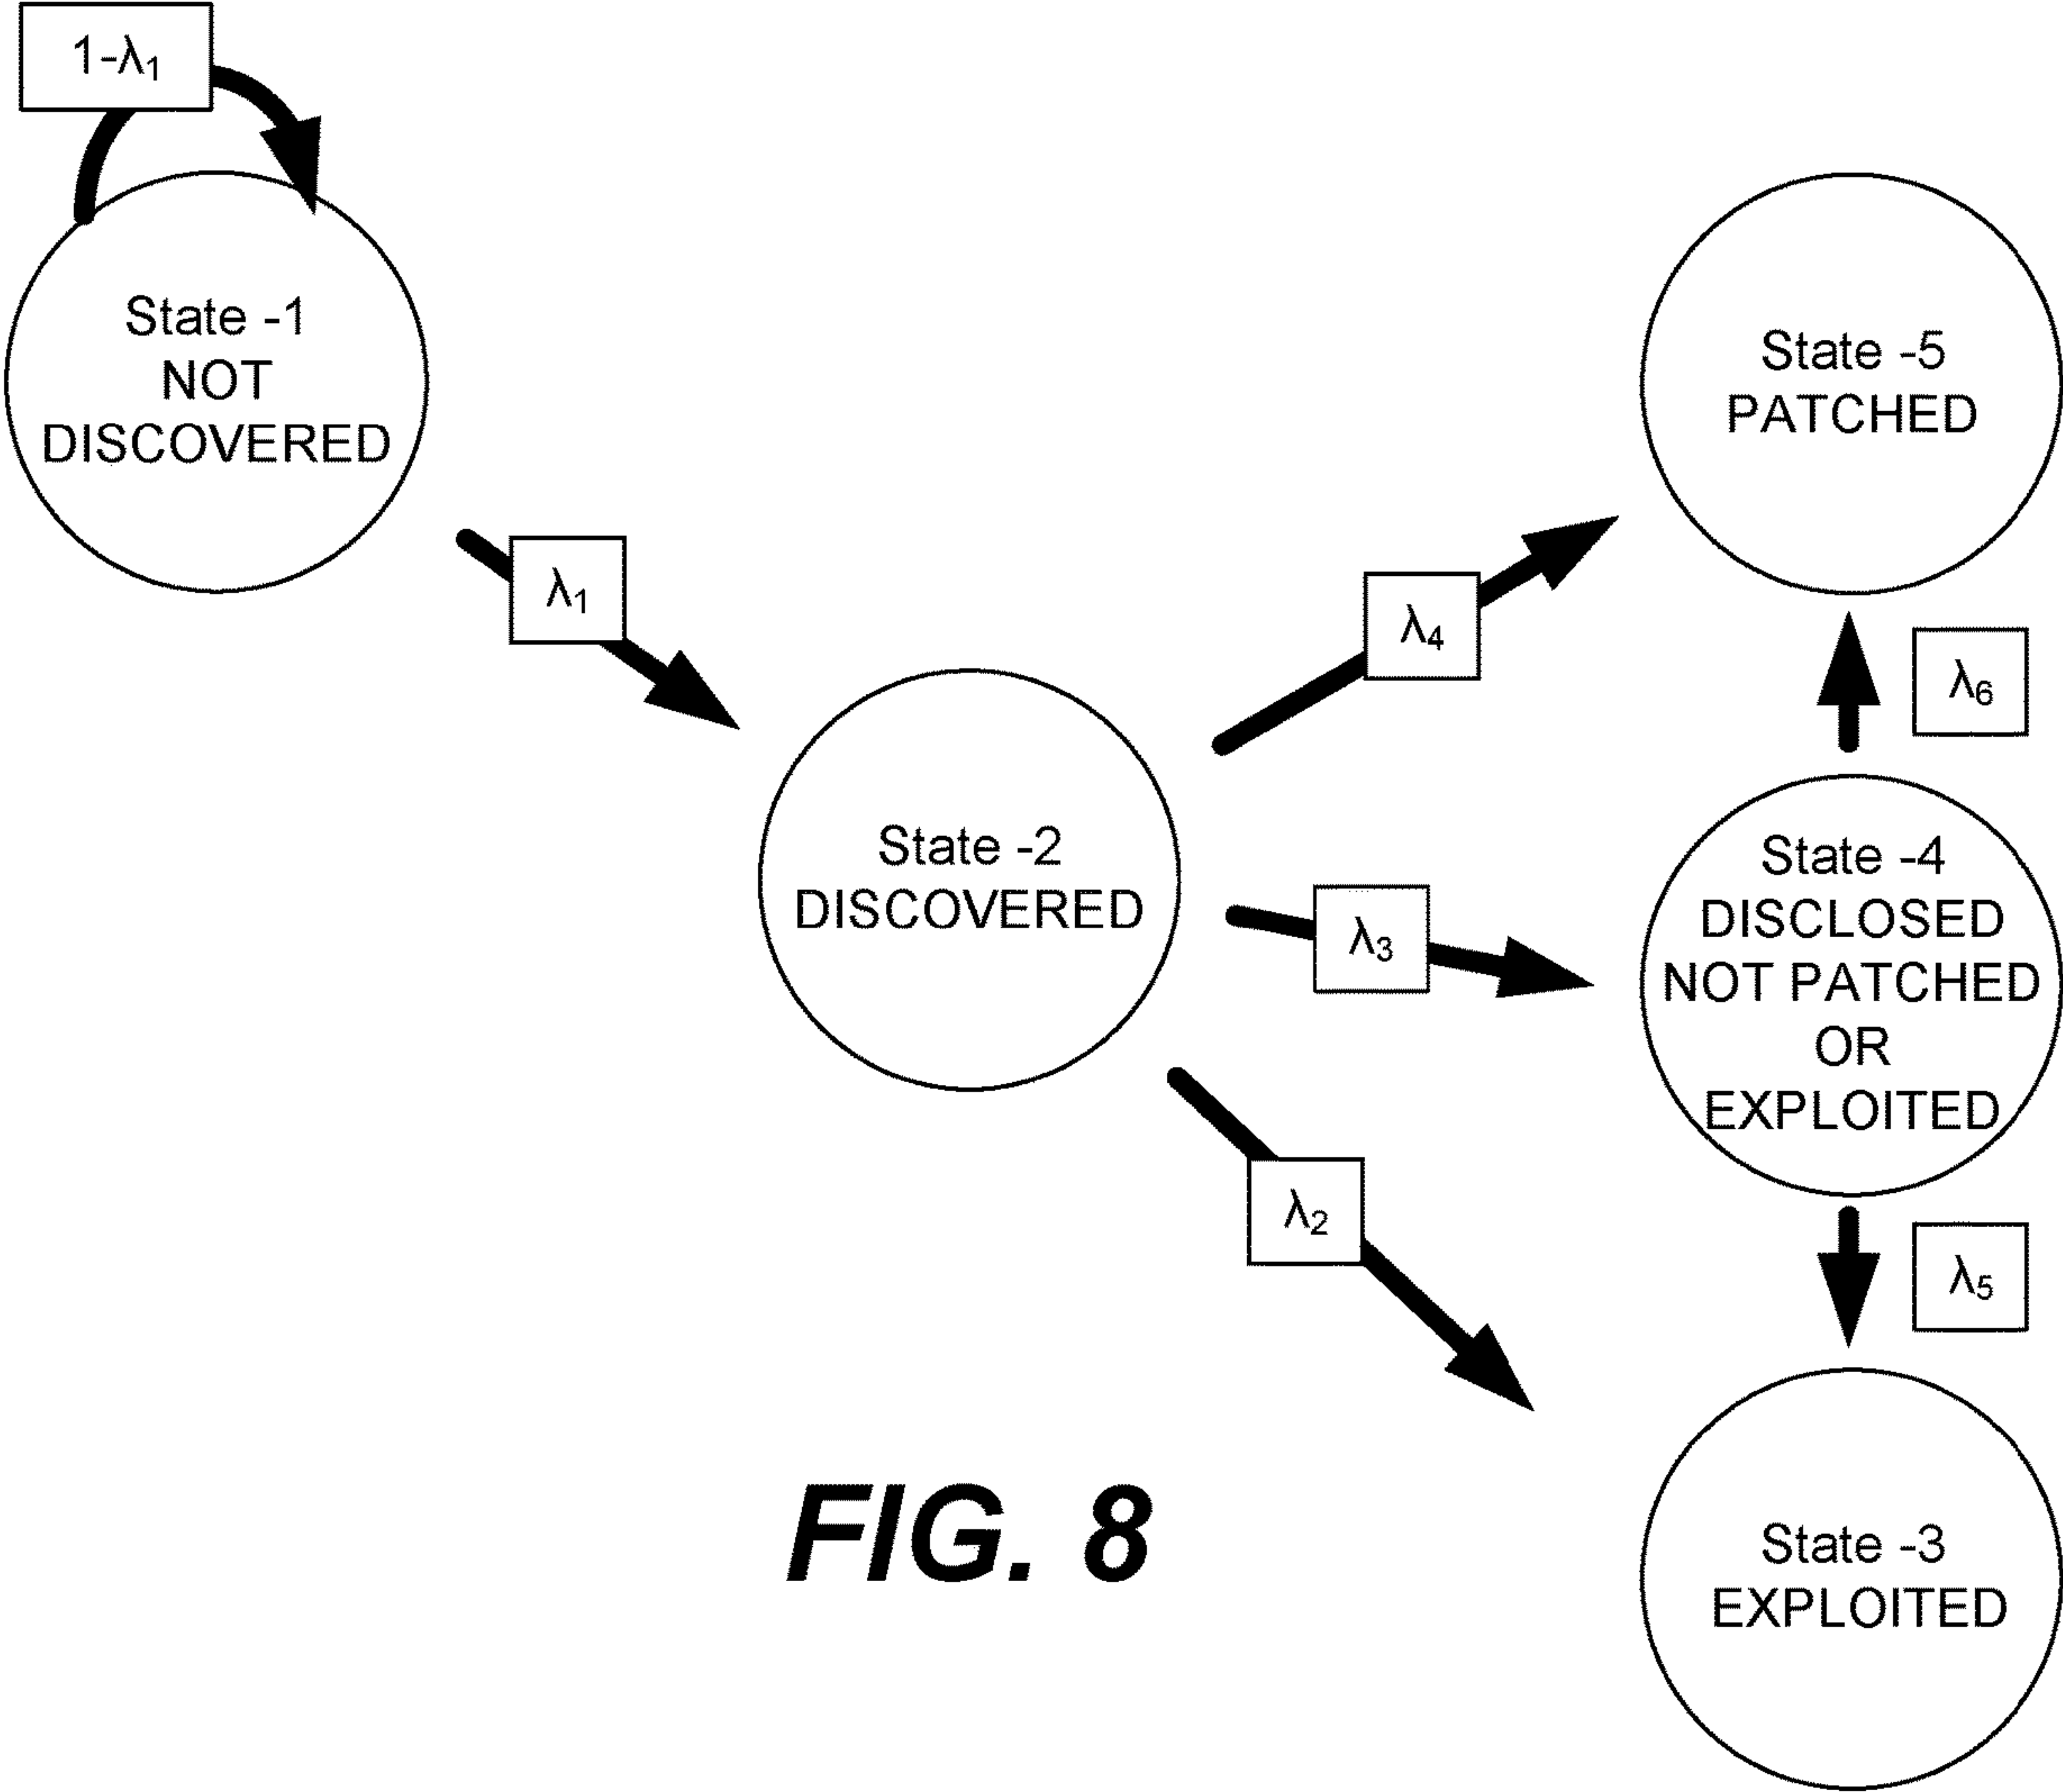 1-λ₁
State -1
NOT
DISCOVERED
λ₁
State -2
DISCOVERED
λ₄
λ₃
λ₂
State -5
PATCHED
λ₆
State -4
DISCLOSED
NOT PATCHED
OR
EXPLOITED
λ₅
State -3
EXPLOITED
FIG. 8